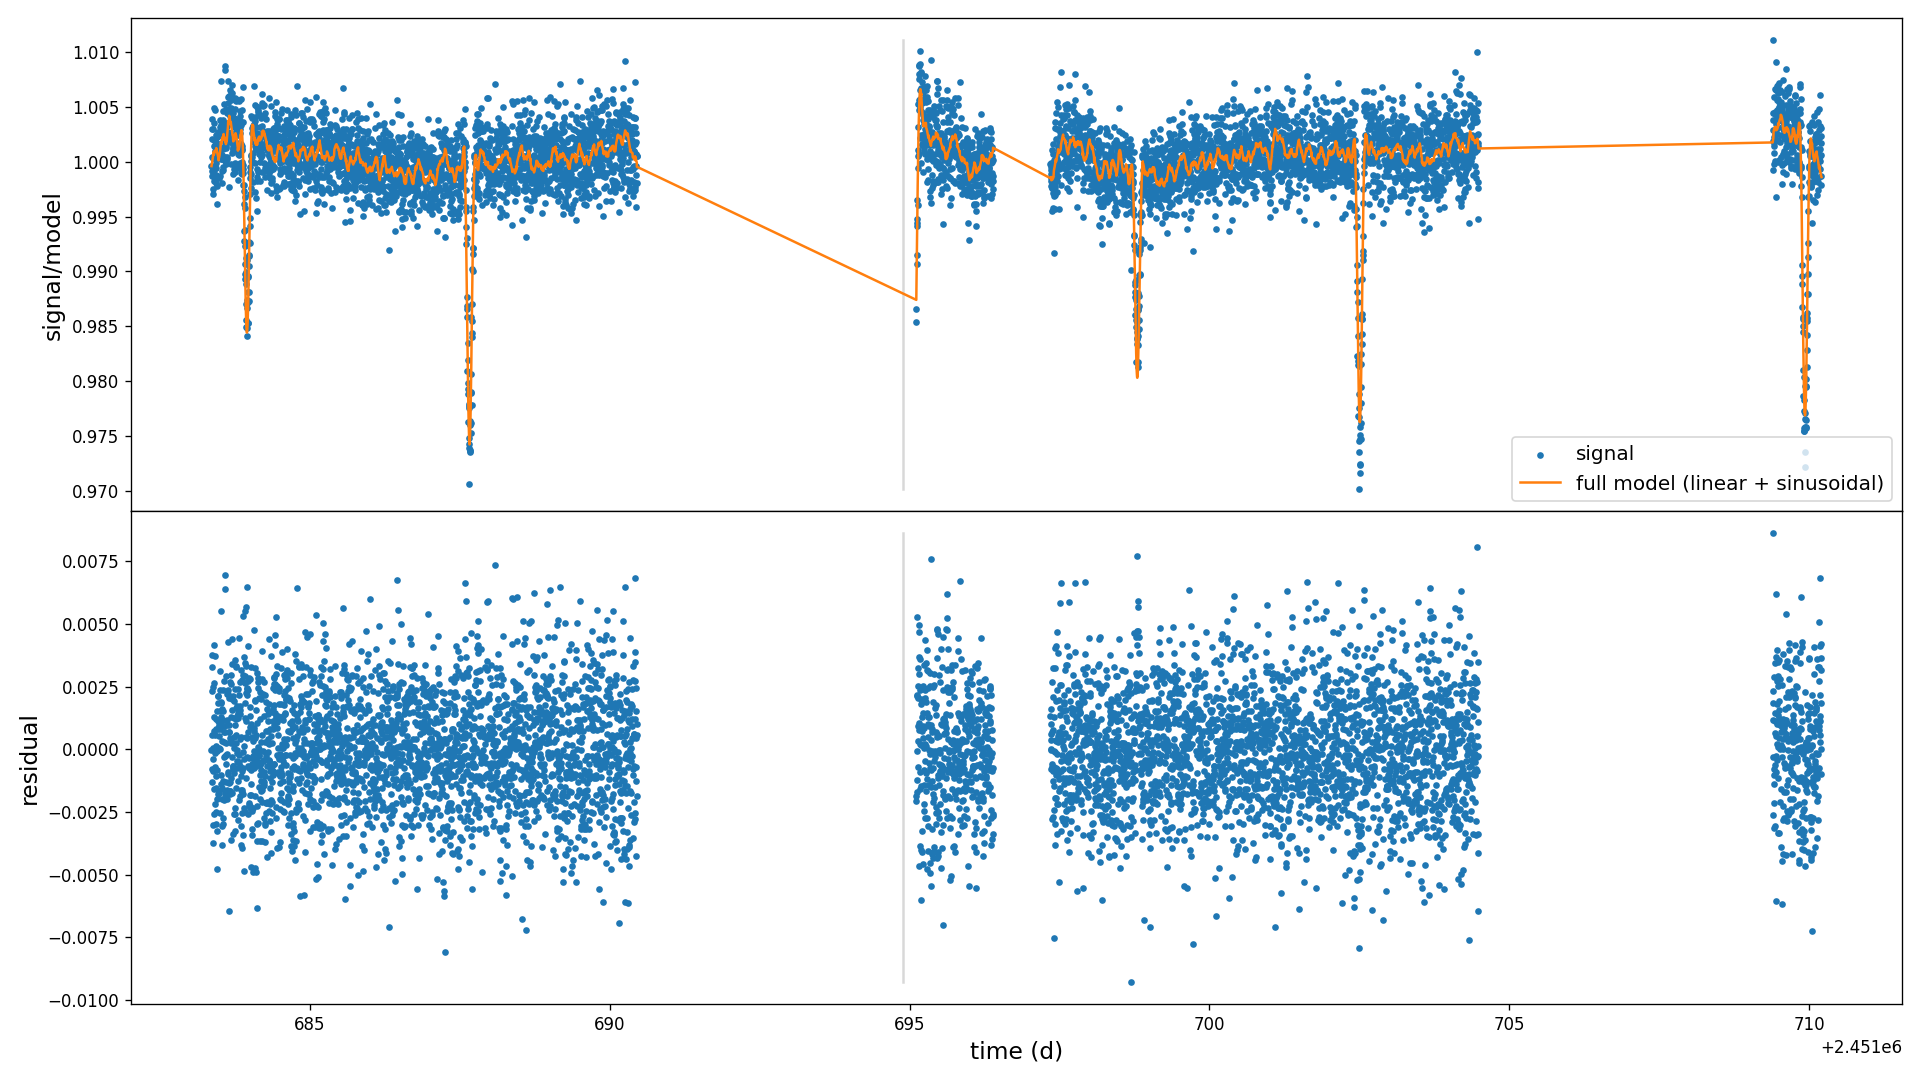 signal/model
1.010
1.005
1.000
0.995
0.990
0.985
0.980
0.975
0.970
signal
full model (linear + sinusoidal)
residual
0.0075
0.0050
0.0025
0.0000
−0.0025
−0.0050
−0.0075
−0.0100
685 690 695 700 705 710
time (d)
+2.451e6